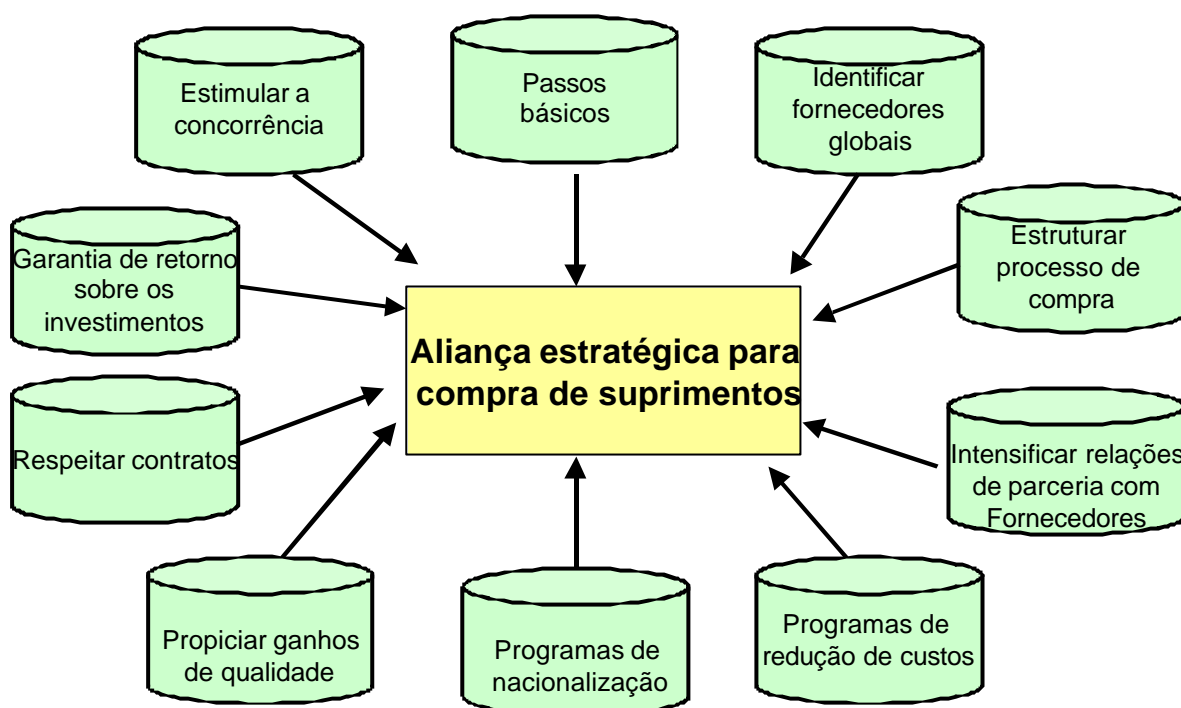 Estimular a
concorrência
Passos
básicos
Identificar
fornecedores
globais
Garantia de retorno
sobre os
investimentos
Estruturar
processo de
compra
Aliança estratégica para
compra de suprimentos
Respeitar contratos
Intensificar relações
de parceria com
Fornecedores
Propiciar ganhos
de qualidade
Programas de
nacionalização
Programas de
redução de custos